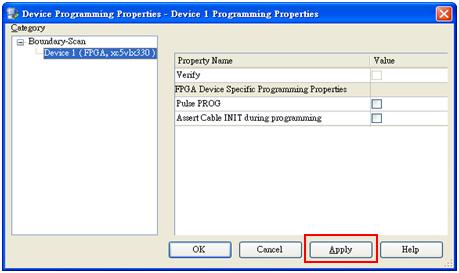 Device Programming Properties - Device 1 Programming Properties
Category
Boundary-Scan
Device 1 ( FPGA, xc5vlx330 )
Property Name Value
Verify
FPGA Device Specific Programming Properties
Pulse PROG
Assert Cable INIT during programming
OK Cancel Apply Help